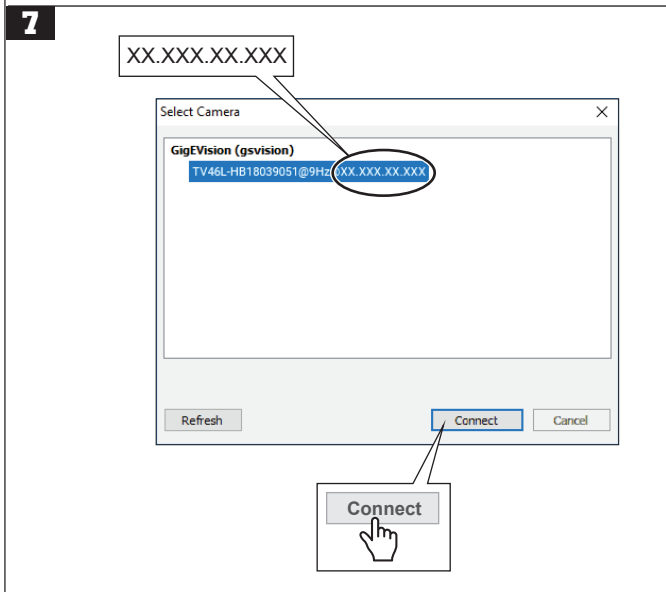 7
XX.XXX.XX.XXX
Select Camera
GigEVision (gsvision)
TV46L-HB18039051@9Hz XX.XXX.XX.XXX
Refresh
Connect
Cancel
Connect